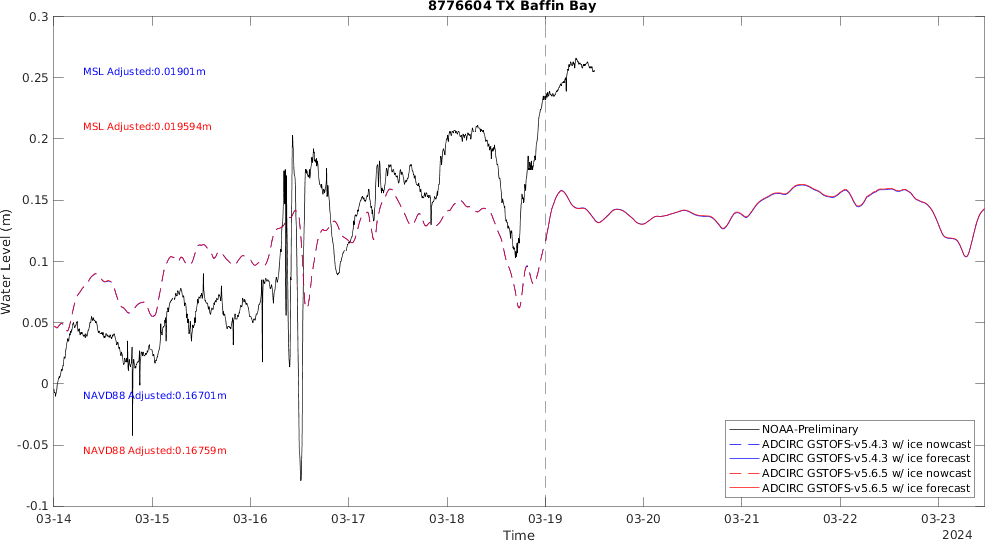 8776604 TX Baffin Bay
0.3
0.25
0.2
0.15
0.1
0.05
0
-0.05
-0.1
Water Level (m)
MSL Adjusted:0.01901m
MSL Adjusted:0.019594m
NAVD88 Adjusted:0.16701m
NAVD88 Adjusted:0.16759m
NOAA-Preliminary
ADCIRC GSTOFS-v5.4.3 w/ ice nowcast
ADCIRC GSTOFS-v5.4.3 w/ ice forecast
ADCIRC GSTOFS-v5.6.5 w/ ice nowcast
ADCIRC GSTOFS-v5.6.5 w/ ice forecast
03-14 03-15 03-16 03-17 03-18 03-19 03-20 03-21 03-22 03-23
Time
2024